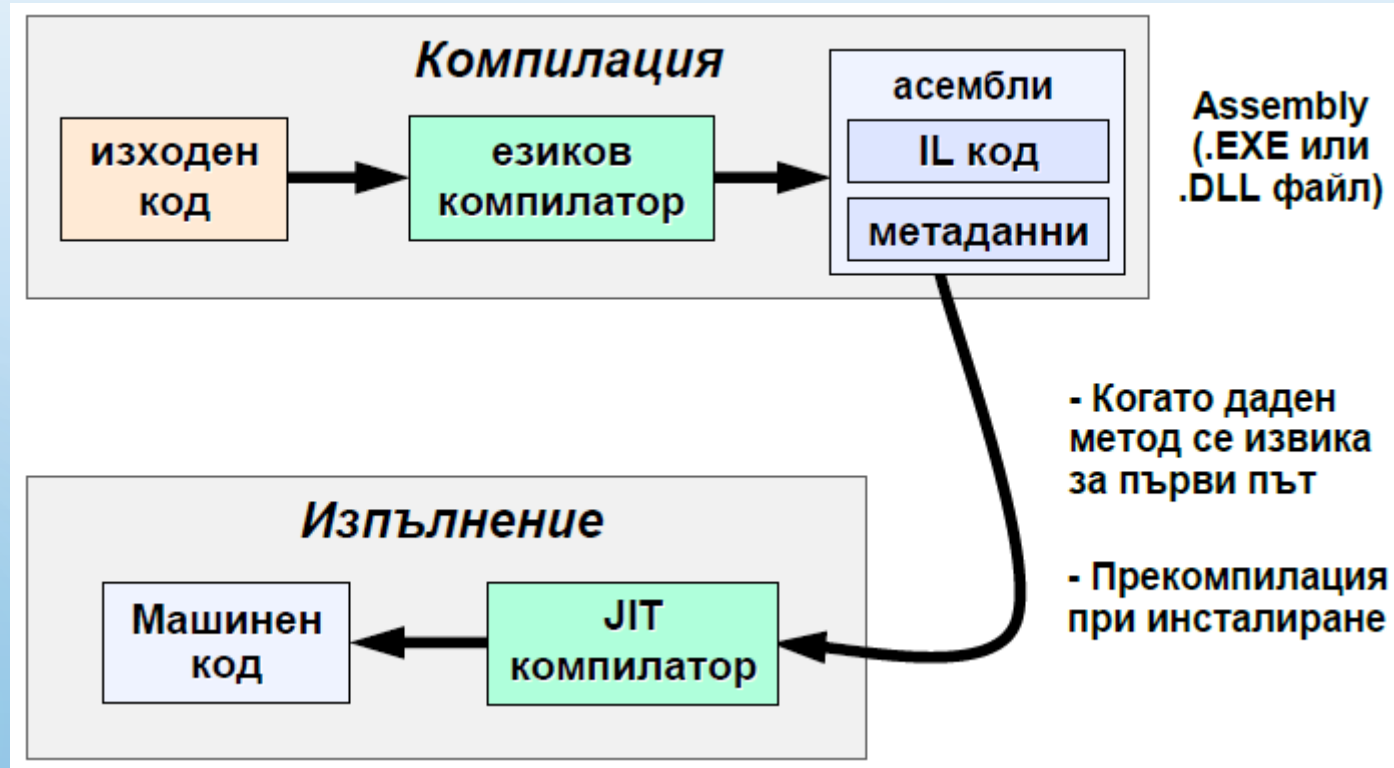 Компилация
изходен
код
езиков
компилатор
асембли
IL код
метаданни
Assembly
(.EXE или
.DLL файл)
- Когато даден
метод се извика
за първи път
- Прекомпилация
при инсталиране
Изпълнение
Машинен
код
JIT
компилатор